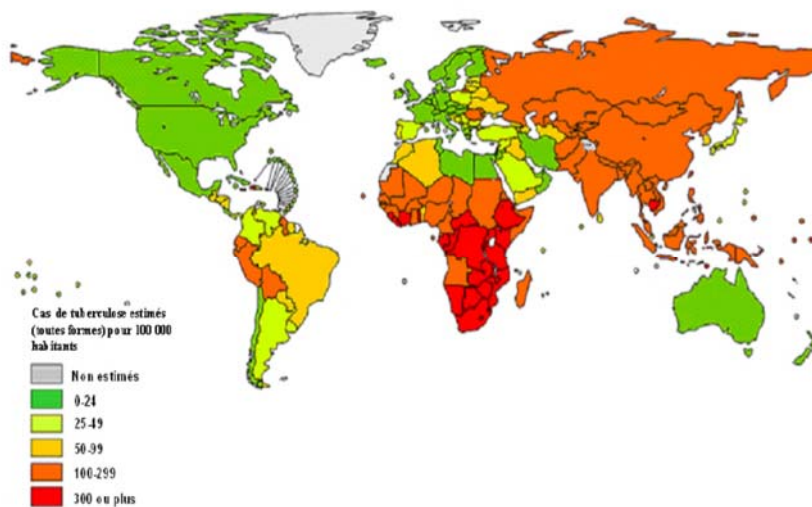 Cas de tuberculose estimés
(toutes formes) pour 100 000
habitants
Non estimés
0-24
25-49
50-99
100-299
300 ou plus